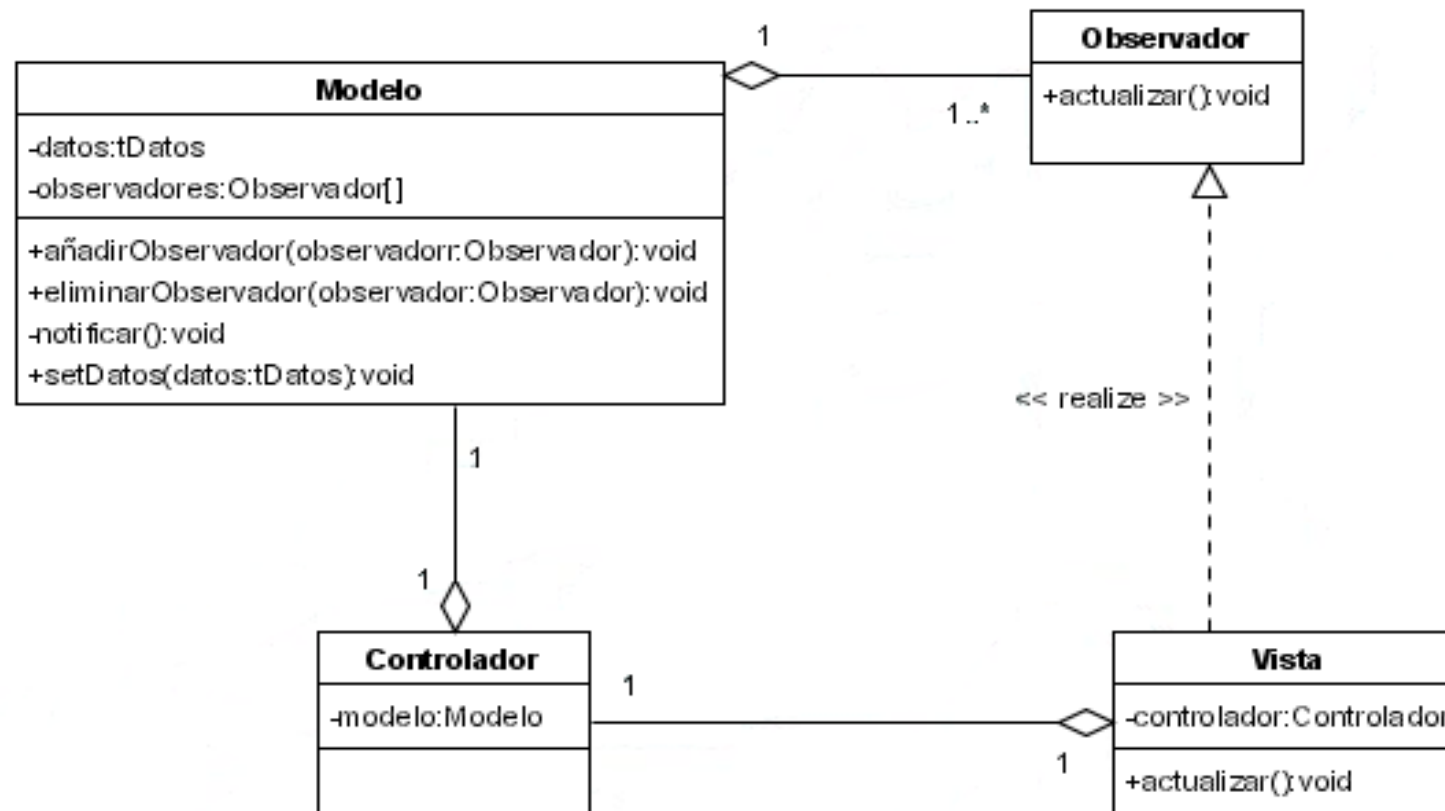 Modelo
-datos:tDatos
-observadores:Observador[]
+añadirObservador(observadorr:Observador):void
+eliminarObservador(observador:Observador):void
-notificar():void
+setDatos(datos:tDatos):void
1
1..*
Observador
+actualizar():void
<< realize >>
1
1
Controlador
-modelo:Modelo
1
1
Vista
-controlador:Controlador
+actualizar():void